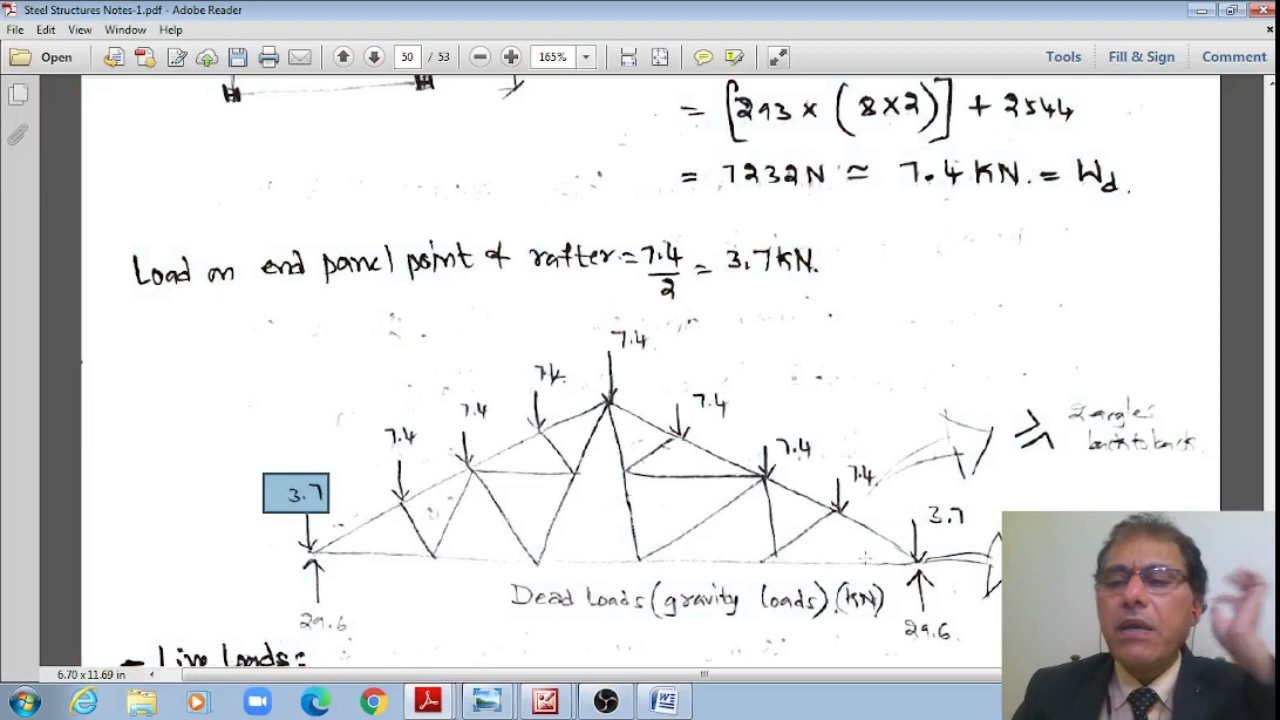 Steel Structures Notes-1.pdf - Adobe Reader
File Edit View Window Help
Open 50 / 53 165% Tools Fill & Sign Comment
= [293 × (8×2)] + 2544
= 7232N ≃ 7.4 KN. = Wd.
Load on end panel point of rafter = 7.4/2 = 3.7KN.
7.4
7.4
7.4 7.4
7.4 7.4
7.4
3.7 3.7
2 angles
back to back.
Dead Loads (gravity loads) (KN)
29.6 29.6
- Live loads:
6.70 x 11.69 in